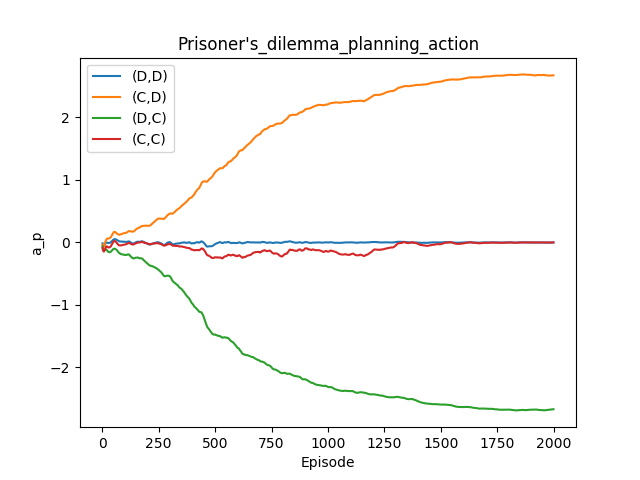 Prisoner's_dilemma_planning_action
(D,D)
(C,D)
(D,C)
(C,C)
2
1
0
−1
−2
a_p
0 250 500 750 1000 1250 1500 1750 2000
Episode